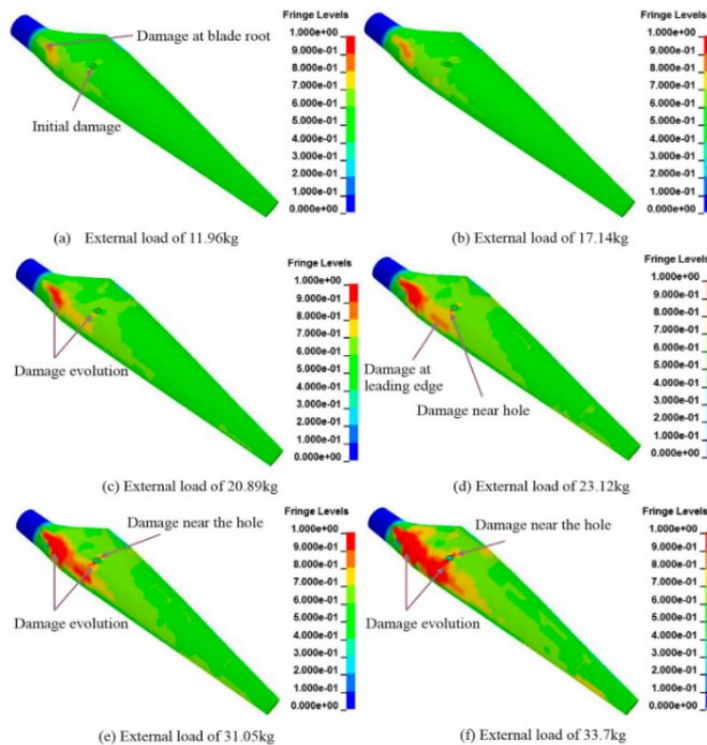 Fringe Levels
1.000e+00
9.000e-01
8.000e-01
7.000e-01
6.000e-01
5.000e-01
4.000e-01
3.000e-01
2.000e-01
1.000e-01
0.000e+00
Damage at blade root
Initial damage
(a) External load of 11.96kg
Fringe Levels
1.000e+00
9.000e-01
8.000e-01
7.000e-01
6.000e-01
5.000e-01
4.000e-01
3.000e-01
2.000e-01
1.000e-01
0.000e+00
(b) External load of 17.14kg
Fringe Levels
1.000e+00
9.000e-01
8.000e-01
7.000e-01
6.000e-01
5.000e-01
4.000e-01
3.000e-01
2.000e-01
1.000e-01
0.000e+00
Damage evolution
(c) External load of 20.89kg
Fringe Levels
1.000e+00
9.000e-01
8.000e-01
7.000e-01
6.000e-01
5.000e-01
4.000e-01
3.000e-01
2.000e-01
1.000e-01
0.000e+00
Damage at
leading edge
Damage near hole
(d) External load of 23.12kg
Fringe Levels
1.000e+00
9.000e-01
8.000e-01
7.000e-01
6.000e-01
5.000e-01
4.000e-01
3.000e-01
2.000e-01
1.000e-01
0.000e+00
Damage near the hole
Damage evolution
(e) External load of 31.05kg
Fringe Levels
1.000e+00
9.000e-01
8.000e-01
7.000e-01
6.000e-01
5.000e-01
4.000e-01
3.000e-01
2.000e-01
1.000e-01
0.000e+00
Damage near the hole
Damage evolution
(f) External load of 33.7kg